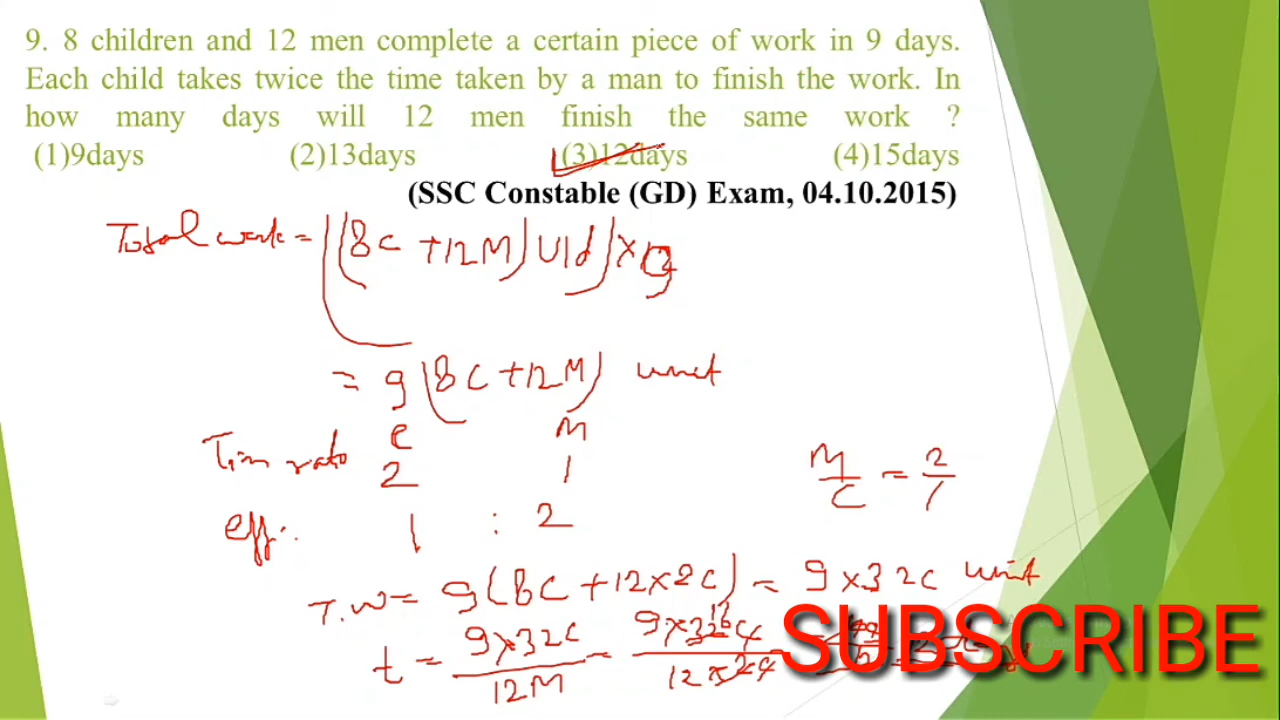 9. 8 children and 12 men complete a certain piece of work in 9 days.
Each child takes twice the time taken by a man to finish the work. In
how many days will 12 men finish the same work ?
(1)9days (2)13days (3)12days (4)15days
(SSC Constable (GD) Exam, 04.10.2015)
Total work = ((8C + 12M) U/d) × 9
= 9 (8C + 12M) unit
C M
Tim rato 2 1
M/C = 2/1
eff. 1 : 2
T.W = 9(8C + 12×2C) = 9×32C unit
t = 9×32C/12M =
SUBSCRIBE